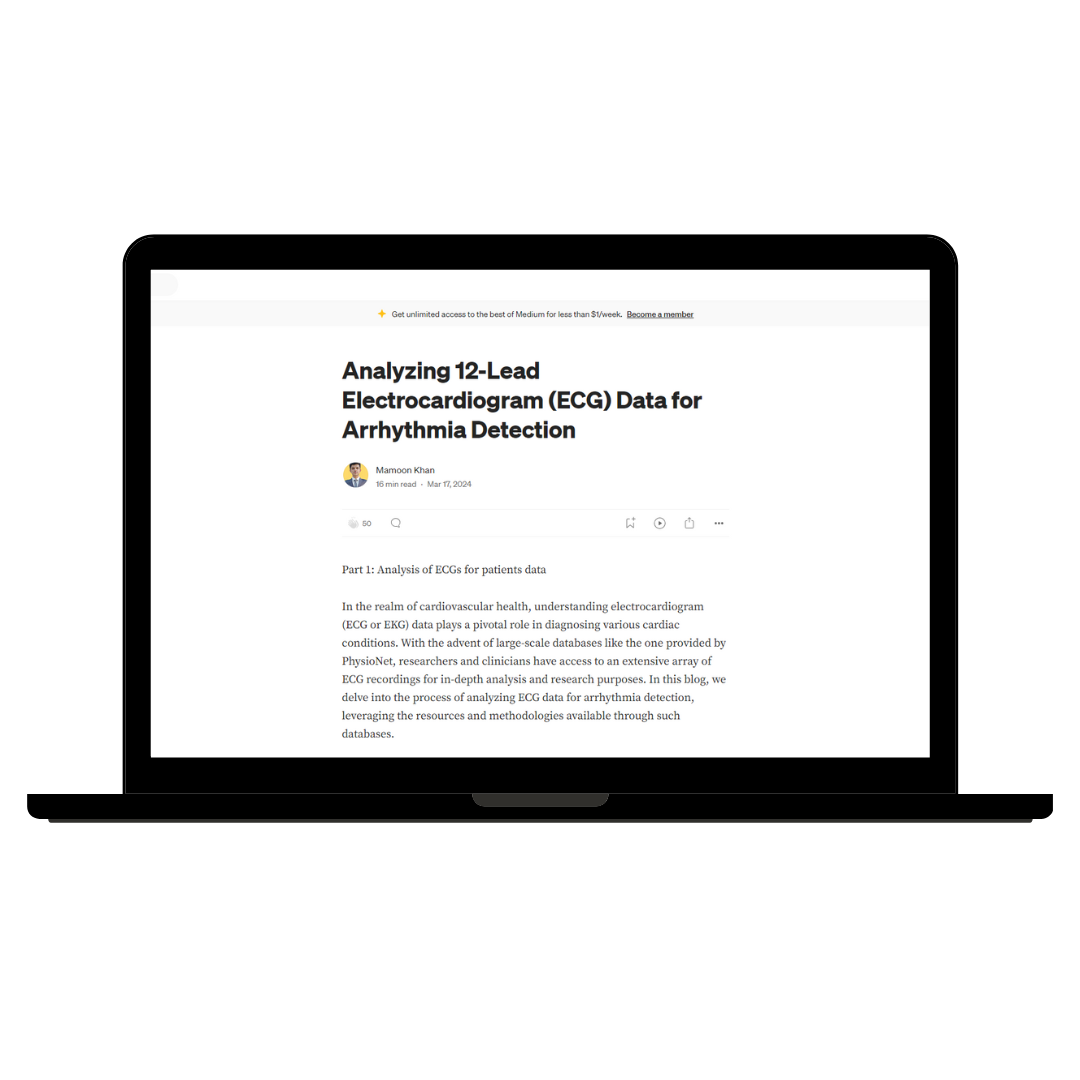 Get unlimited access to the best of Medium for less than $1/week. Become a member
Analyzing 12-Lead
Electrocardiogram (ECG) Data for
Arrhythmia Detection
Mamoon Khan
16 min read · Mar 17, 2024
50
Part 1: Analysis of ECGs for patients data
In the realm of cardiovascular health, understanding electrocardiogram
(ECG or EKG) data plays a pivotal role in diagnosing various cardiac
conditions. With the advent of large-scale databases like the one provided by
PhysioNet, researchers and clinicians have access to an extensive array of
ECG recordings for in-depth analysis and research purposes. In this blog, we
delve into the process of analyzing ECG data for arrhythmia detection,
leveraging the resources and methodologies available through such
databases.